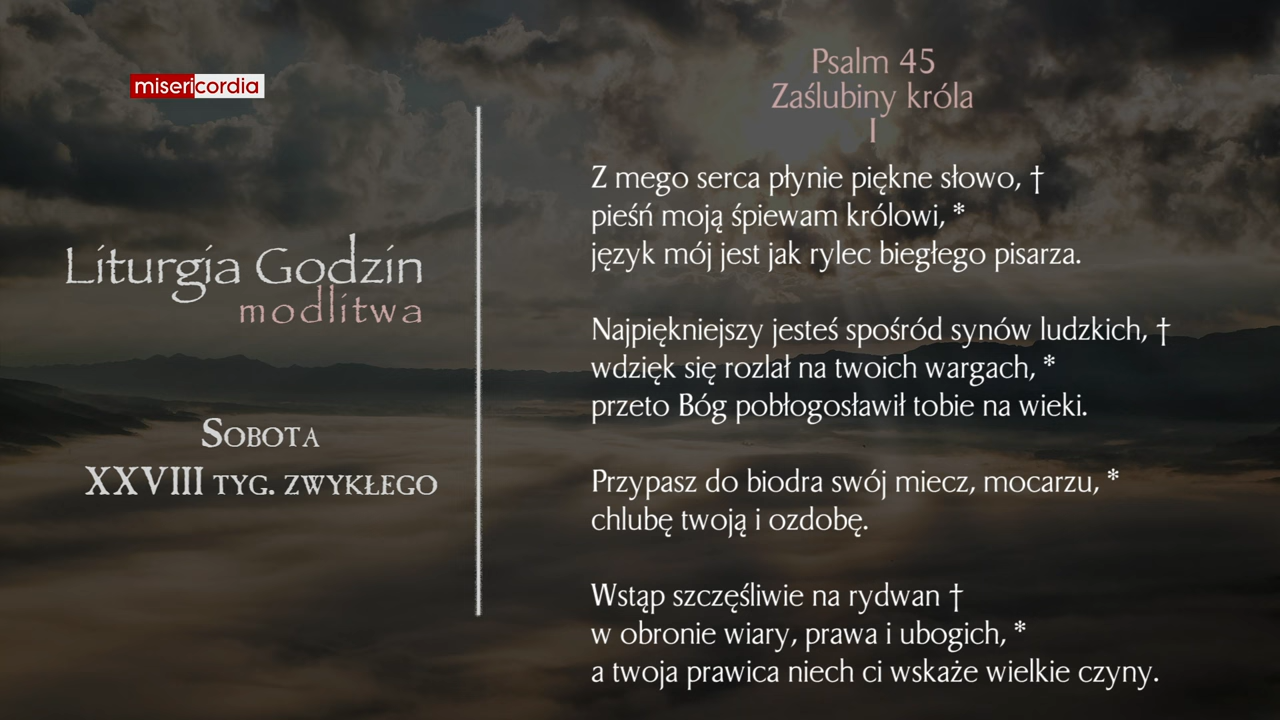 misericordia
Liturgia Godzin
modlitwa
Sobota
XXVIII tyg. zwykłego
Psalm 45
Zaślubiny króla
I
Z mego serca płynie piękne słowo, †
pieśń moją śpiewam królowi, *
język mój jest jak rylec biegłego pisarza.
Najpiękniejszy jesteś spośród synów ludzkich, †
wdzięk się rozlał na twoich wargach, *
przeto Bóg pobłogosławił tobie na wieki.
Przypasz do biodra swój miecz, mocarzu, *
chlubę twoją i ozdobę.
Wstąp szczęśliwie na rydwan †
w obronie wiary, prawa i ubogich, *
a twoja prawica niech ci wskaże wielkie czyny.